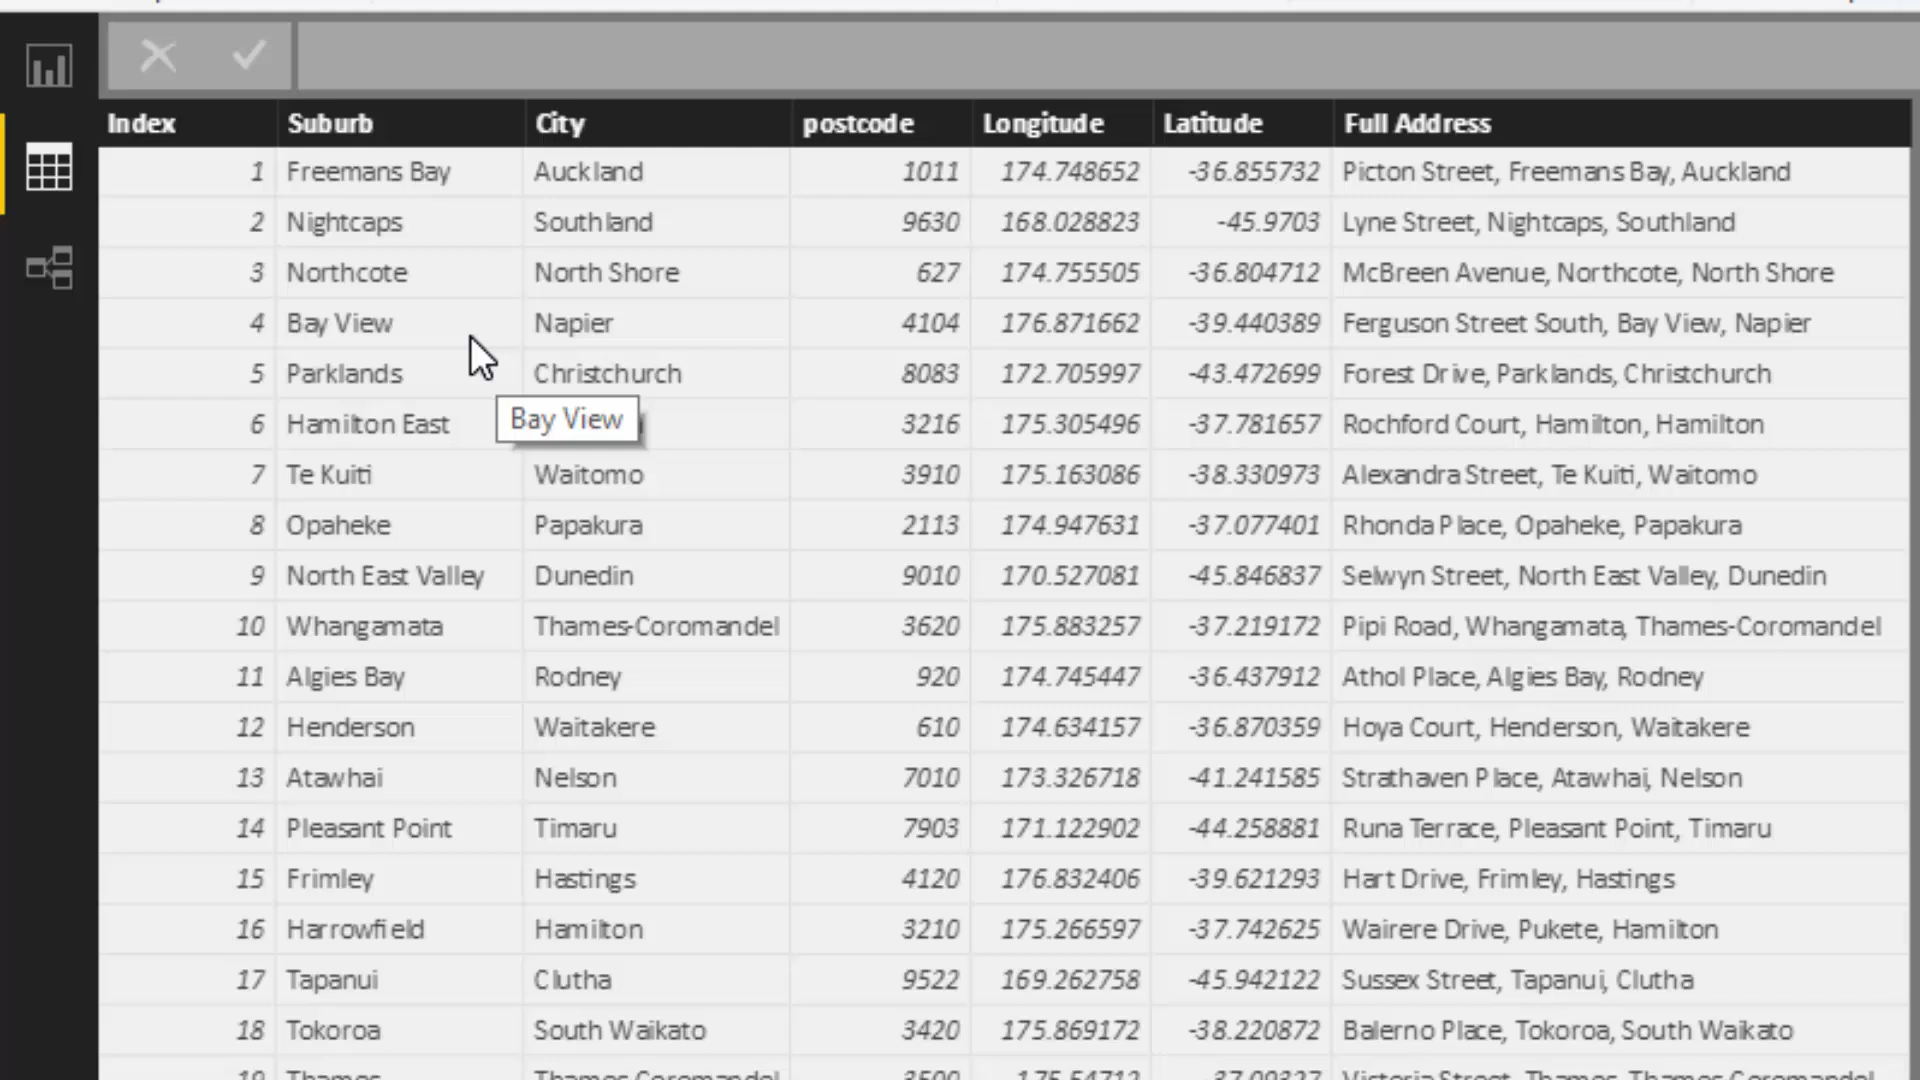 Index Suburb City postcode Longitude Latitude Full Address
1 Freemans Bay Auckland 1011 174.748652 -36.855732 Picton Street, Freemans Bay, Auckland
2 Nightcaps Southland 9630 168.028823 -45.9703 Lyne Street, Nightcaps, Southland
3 Northcote North Shore 627 174.755505 -36.804712 McBreen Avenue, Northcote, North Shore
4 Bay View Napier 4104 176.871662 -39.440389 Ferguson Street South, Bay View, Napier
5 Parklands Christchurch 8083 172.705997 -43.472699 Forest Drive, Parklands, Christchurch
6 Hamilton East Bay View 3216 175.305496 -37.781657 Rochford Court, Hamilton, Hamilton
7 Te Kuiti Waitomo 3910 175.163086 -38.330973 Alexandra Street, Te Kuiti, Waitomo
8 Opaheke Papakura 2113 174.947631 -37.077401 Rhonda Place, Opaheke, Papakura
9 North East Valley Dunedin 9010 170.527081 -45.846837 Selwyn Street, North East Valley, Dunedin
10 Whangamata Thames-Coromandel 3620 175.883257 -37.219172 Pipi Road, Whangamata, Thames-Coromandel
11 Algies Bay Rodney 920 174.745447 -36.437912 Athol Place, Algies Bay, Rodney
12 Henderson Waitakere 610 174.634157 -36.870359 Hoya Court, Henderson, Waitakere
13 Atawhai Nelson 7010 173.326718 -41.241585 Strathaven Place, Atawhai, Nelson
14 Pleasant Point Timaru 7903 171.122902 -44.258881 Runa Terrace, Pleasant Point, Timaru
15 Frimley Hastings 4120 176.832406 -39.621293 Hart Drive, Frimley, Hastings
16 Harrowfield Hamilton 3210 175.266597 -37.742625 Wairere Drive, Pukete, Hamilton
17 Tapanui Clutha 9522 169.262758 -45.942122 Sussex Street, Tapanui, Clutha
18 Tokoroa South Waikato 3420 175.869172 -38.220872 Balerno Place, Tokoroa, South Waikato
19 Thames Thames-Coromandel 3500 Victoria Street, Thames, Thames-Coromandel